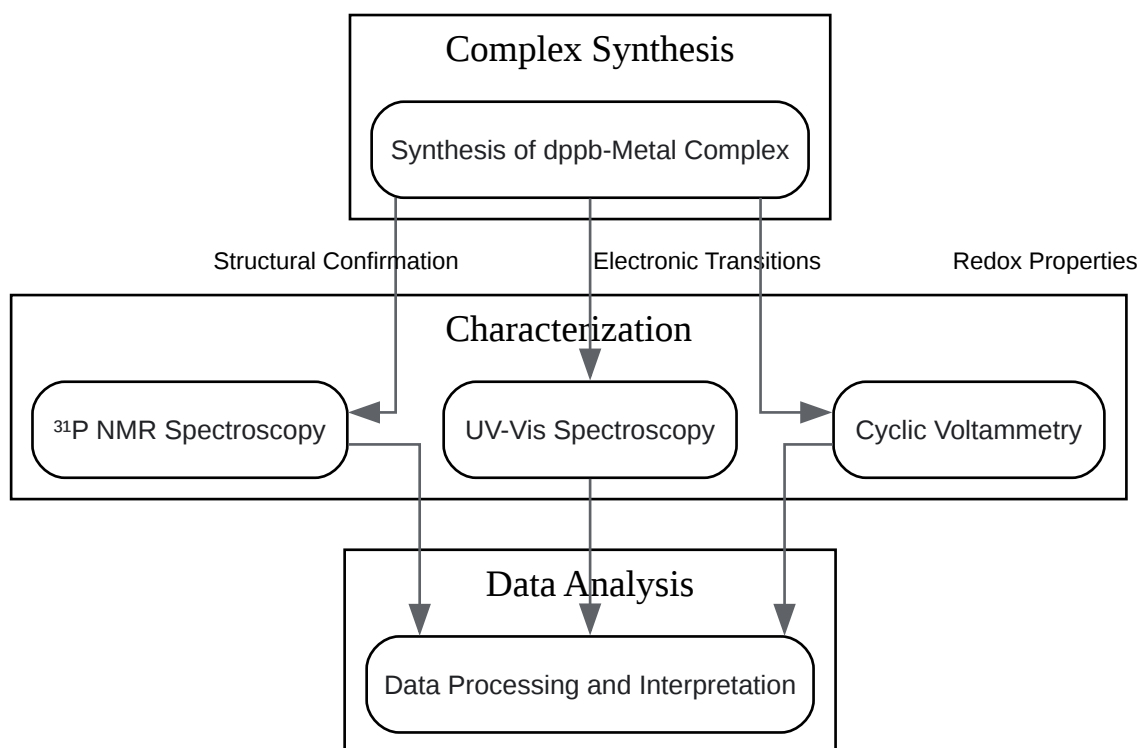 Complex Synthesis
Synthesis of dppb-Metal Complex
Structural Confirmation
Electronic Transitions
Redox Properties
Characterization
³¹P NMR Spectroscopy
UV-Vis Spectroscopy
Cyclic Voltammetry
Data Analysis
Data Processing and Interpretation